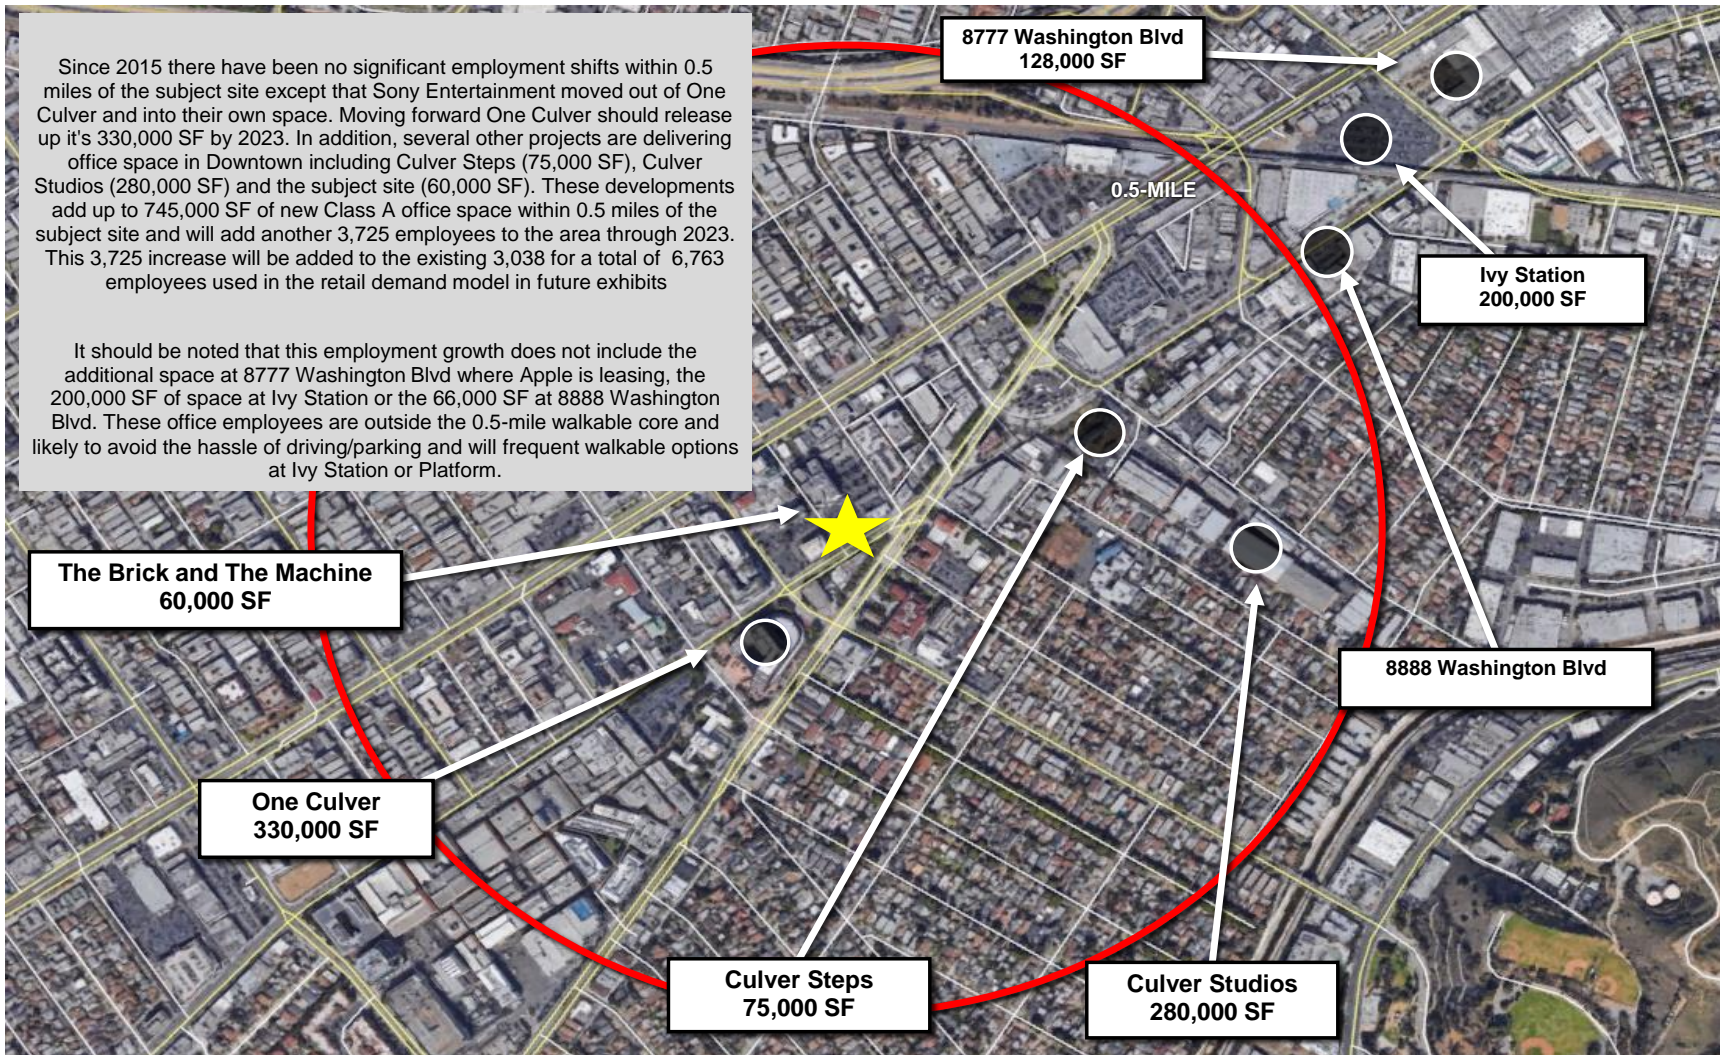 Since 2015 there have been no significant employment shifts within 0.5
miles of the subject site except that Sony Entertainment moved out of One
Culver and into their own space. Moving forward One Culver should release
up it's 330,000 SF by 2023. In addition, several other projects are delivering
office space in Downtown including Culver Steps (75,000 SF), Culver
Studios (280,000 SF) and the subject site (60,000 SF). These developments
add up to 745,000 SF of new Class A office space within 0.5 miles of the
subject site and will add another 3,725 employees to the area through 2023.
This 3,725 increase will be added to the existing 3,038 for a total of 6,763
employees used in the retail demand model in future exhibits
It should be noted that this employment growth does not include the
additional space at 8777 Washington Blvd where Apple is leasing, the
200,000 SF of space at Ivy Station or the 66,000 SF at 8888 Washington
Blvd. These office employees are outside the 0.5-mile walkable core and
likely to avoid the hassle of driving/parking and will frequent walkable options
at Ivy Station or Platform.
8777 Washington Blvd
128,000 SF
0.5-MILE
Ivy Station
200,000 SF
The Brick and The Machine
60,000 SF
8888 Washington Blvd
One Culver
330,000 SF
Culver Steps
75,000 SF
Culver Studios
280,000 SF